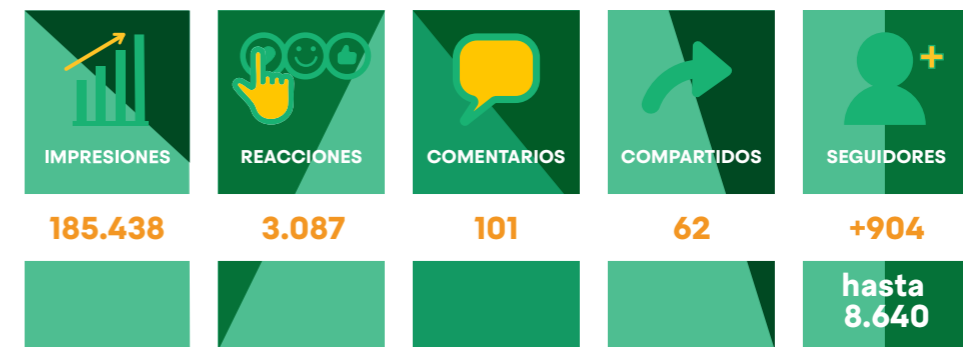 IMPRESIONES
REACCIONES
COMENTARIOS
COMPARTIDOS
SEGUIDORES
185.438
3.087
101
62
+904
hasta
8.640